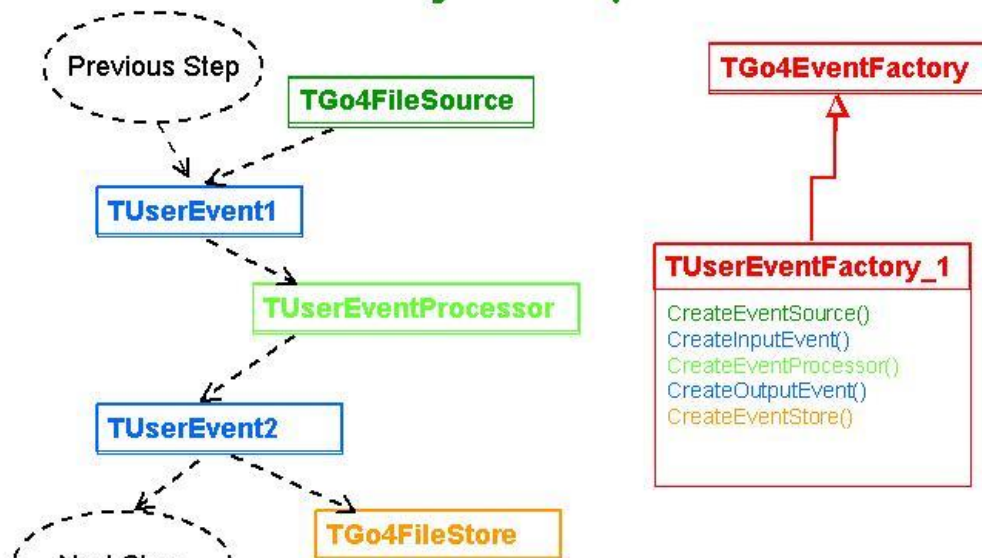 Previous Step
TGo4FileSource
TUserEvent1
TUserEventProcessor
TUserEvent2
TGo4FileStore
TGo4EventFactory
TUserEventFactory_1
CreateEventSource()
CreateInputEvent()
CreateEventProcessor()
CreateOutputEvent()
CreateEventStore()